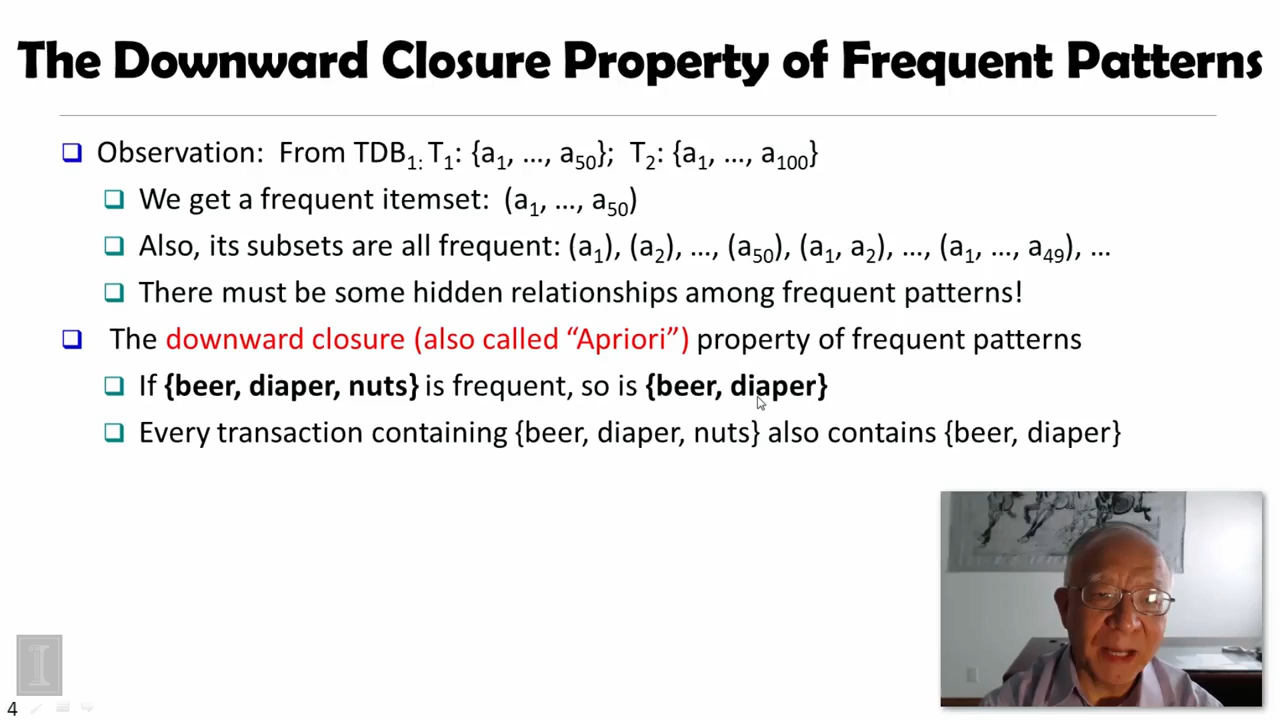 The Downward Closure Property of Frequent Patterns
Observation: From TDB₁: T₁: {a₁, …, a₅₀}; T₂: {a₁, …, a₁₀₀}
We get a frequent itemset: (a₁, …, a₅₀)
Also, its subsets are all frequent: (a₁), (a₂), …, (a₅₀), (a₁, a₂), …, (a₁, …, a₄₉), …
There must be some hidden relationships among frequent patterns!
The downward closure (also called “Apriori”) property of frequent patterns
If {beer, diaper, nuts} is frequent, so is {beer, diaper}
Every transaction containing {beer, diaper, nuts} also contains {beer, diaper}
I
4